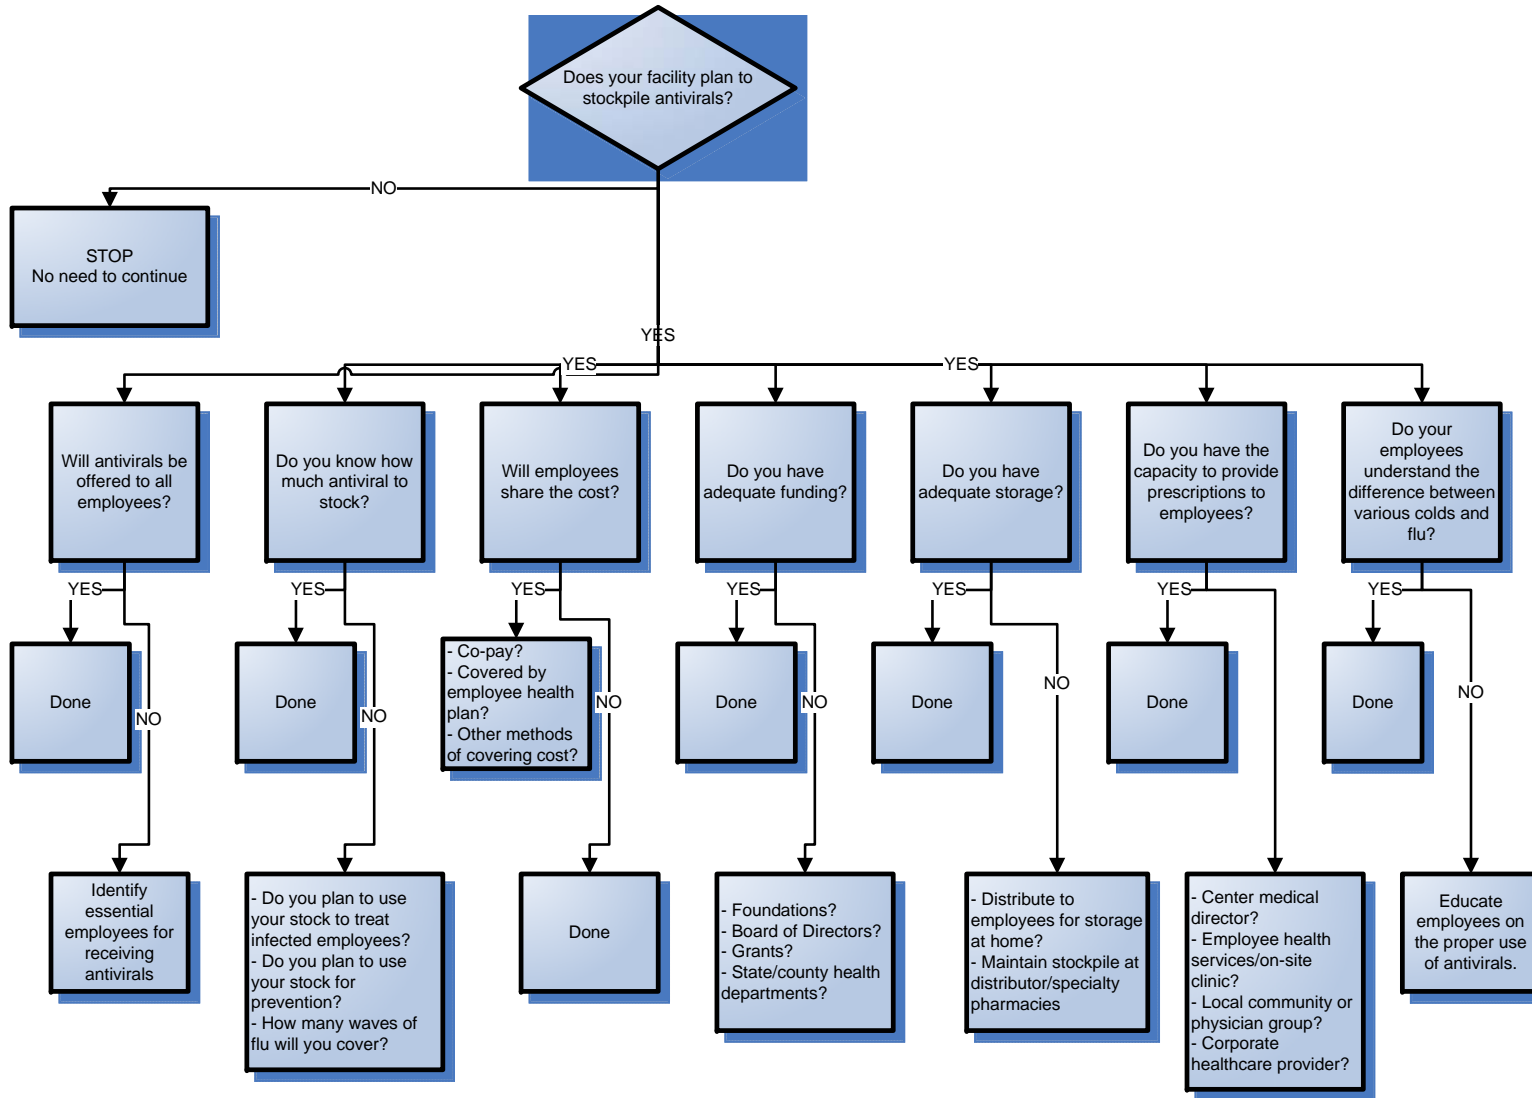 Does your facility plan to
stockpile antivirals?
NO
STOP
No need to continue
YES
YES
YES
Will antivirals be
offered to all
employees?
Do you know how
much antiviral to
stock?
Will employees
share the cost?
Do you have
adequate funding?
Do you have
adequate storage?
Do you have the
capacity to provide
prescriptions to
employees?
Do your
employees
understand the
difference between
various colds and
flu?
YES
YES
YES
YES
YES
YES
YES
Done
Done
- Co-pay?
- Covered by
employee health
plan?
- Other methods
of covering cost?
Done
Done
Done
Done
NO
NO
NO
NO
NO
NO
Identify
essential
employees for
receiving
antivirals
- Do you plan to use
your stock to treat
infected employees?
- Do you plan to use
your stock for
prevention?
- How many waves of
flu will you cover?
Done
- Foundations?
- Board of Directors?
- Grants?
- State/county health
departments?
- Distribute to
employees for storage
at home?
- Maintain stockpile at
distributor/specialty
pharmacies
- Center medical
director?
- Employee health
services/on-site
clinic?
- Local community or
physician group?
- Corporate
healthcare provider?
Educate
employees on
the proper use
of antivirals.